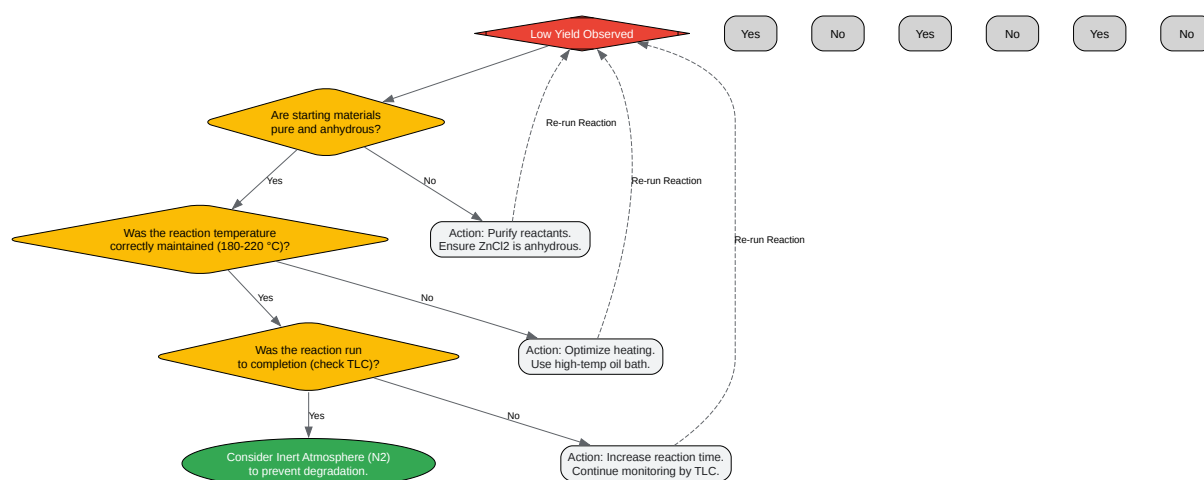 Low Yield Observed
Yes
No
Yes
No
Yes
No
Are starting materials
pure and anhydrous?
Re-run Reaction
Yes
No
Re-run Reaction
Was the reaction temperature
correctly maintained (180-220 °C)?
Action: Purify reactants.
Ensure ZnCl2 is anhydrous.
Re-run Reaction
Yes
No
Was the reaction run
to completion (check TLC)?
Action: Optimize heating.
Use high-temp oil bath.
Yes
No
Consider Inert Atmosphere (N2)
to prevent degradation.
Action: Increase reaction time.
Continue monitoring by TLC.